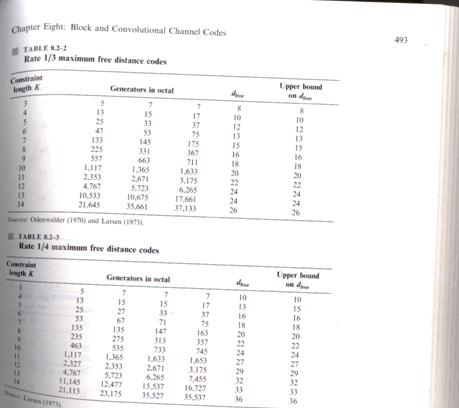 Chapter Eight: Block and Convolutional Channel Codes
493
TABLE 8.2-2
Rate 1/3 maximum free distance codes
Constraint length K Generators in octal dfree Upper bound on dfree
3 5 7 7 8 8
4 13 15 17 10 10
5 25 33 37 12 12
6 47 53 75 13 13
7 133 145 175 15 15
8 225 331 367 16 16
9 557 663 711 18 18
10 1,117 1,365 1,633 20 20
11 2,353 2,671 3,175 22 22
12 4,767 5,723 6,265 24 24
13 10,533 10,675 17,661 24 24
14 21,645 35,661 37,133 26 26
Source: Odenwalder (1970) and Larsen (1973).
TABLE 8.2-3
Rate 1/4 maximum free distance codes
Constraint length K Generators in octal dfree Upper bound on dfree
3 5 7 7 7 10 10
4 13 15 15 17 13 15
5 25 27 33 37 16 16
6 53 67 71 75 18 18
7 135 135 147 163 20 20
8 235 275 313 357 22 22
9 463 535 733 745 24 24
10 1,117 1,365 1,633 1,653 27 27
11 2,327 2,353 2,671 3,175 29 29
12 4,767 5,723 6,265 7,455 32 32
13 11,145 12,477 15,537 16,727 33 33
14 21,113 23,175 35,527 35,537 36 36
Source: Larsen (1973).